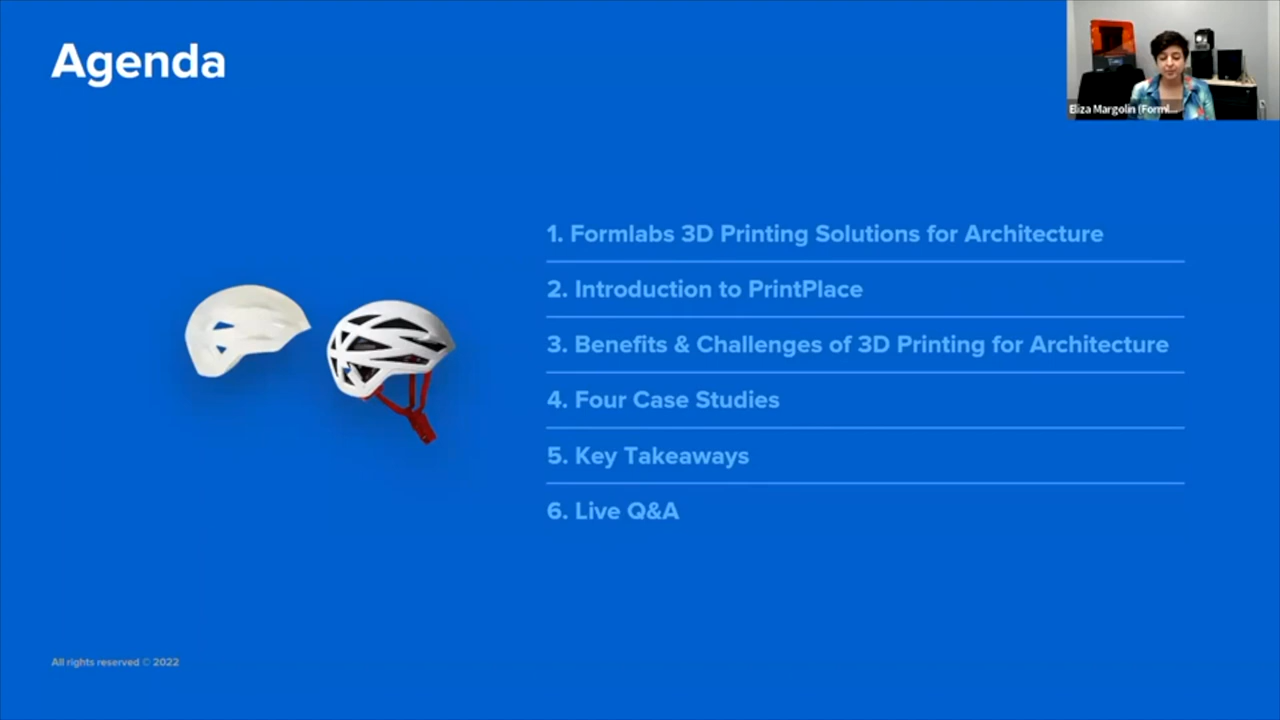 Agenda
Eliza Margolin (Forml...
1. Formlabs 3D Printing Solutions for Architecture
2. Introduction to PrintPlace
3. Benefits & Challenges of 3D Printing for Architecture
4. Four Case Studies
5. Key Takeaways
6. Live Q&A
All rights reserved © 2022